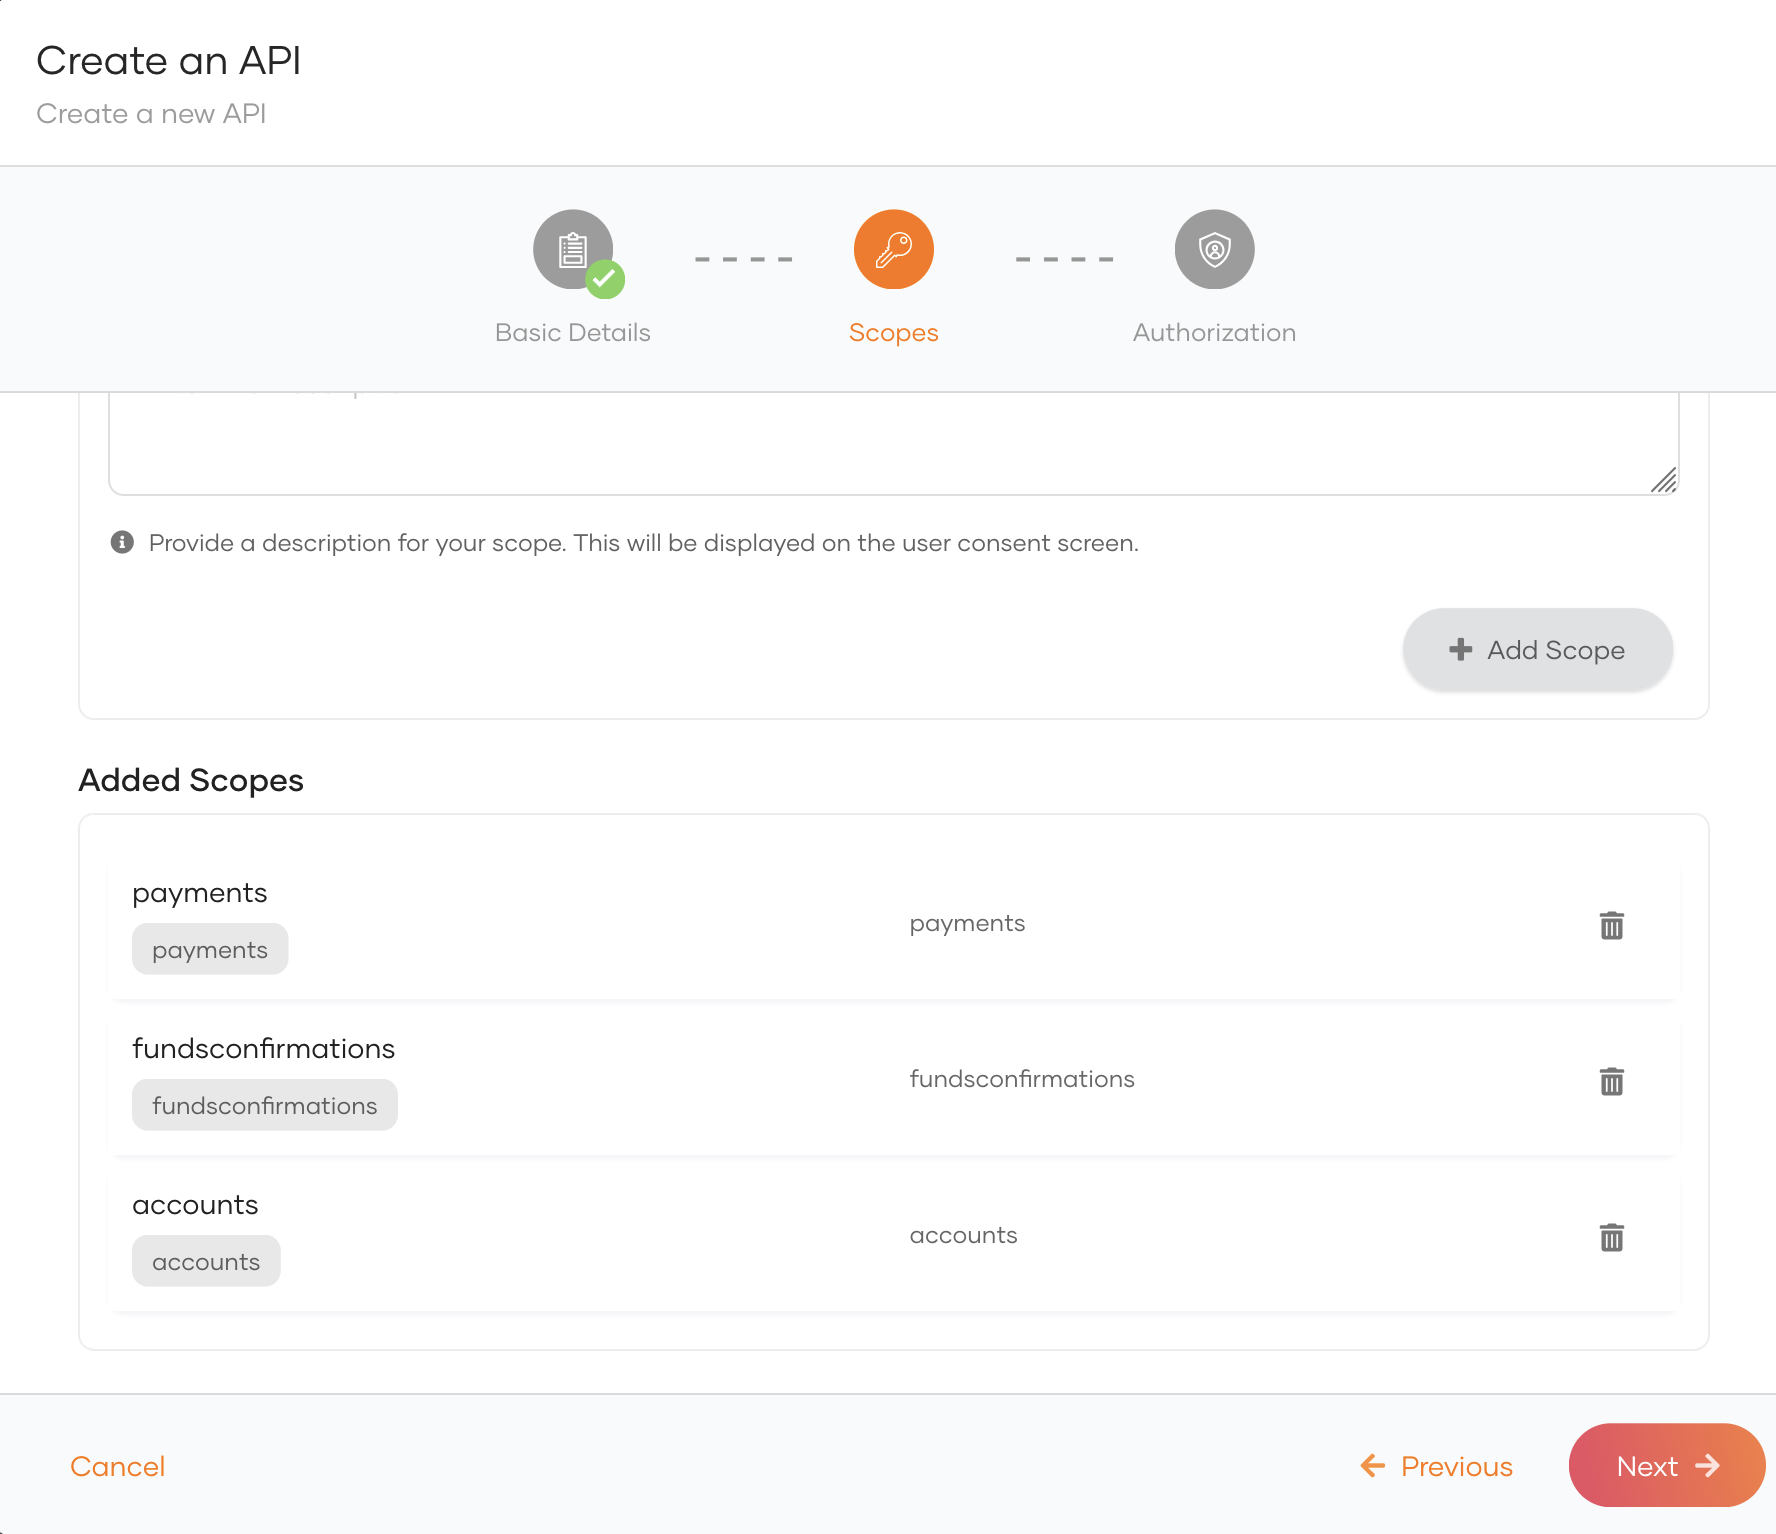 Create an API
Create a new API
Basic Details
Scopes
Authorization
Provide a description for your scope. This will be displayed on the user consent screen.
Add Scope
Added Scopes
payments
payments
payments
fundsconfirmations
fundsconfirmations
fundsconfirmations
accounts
accounts
accounts
Cancel
Previous
Next